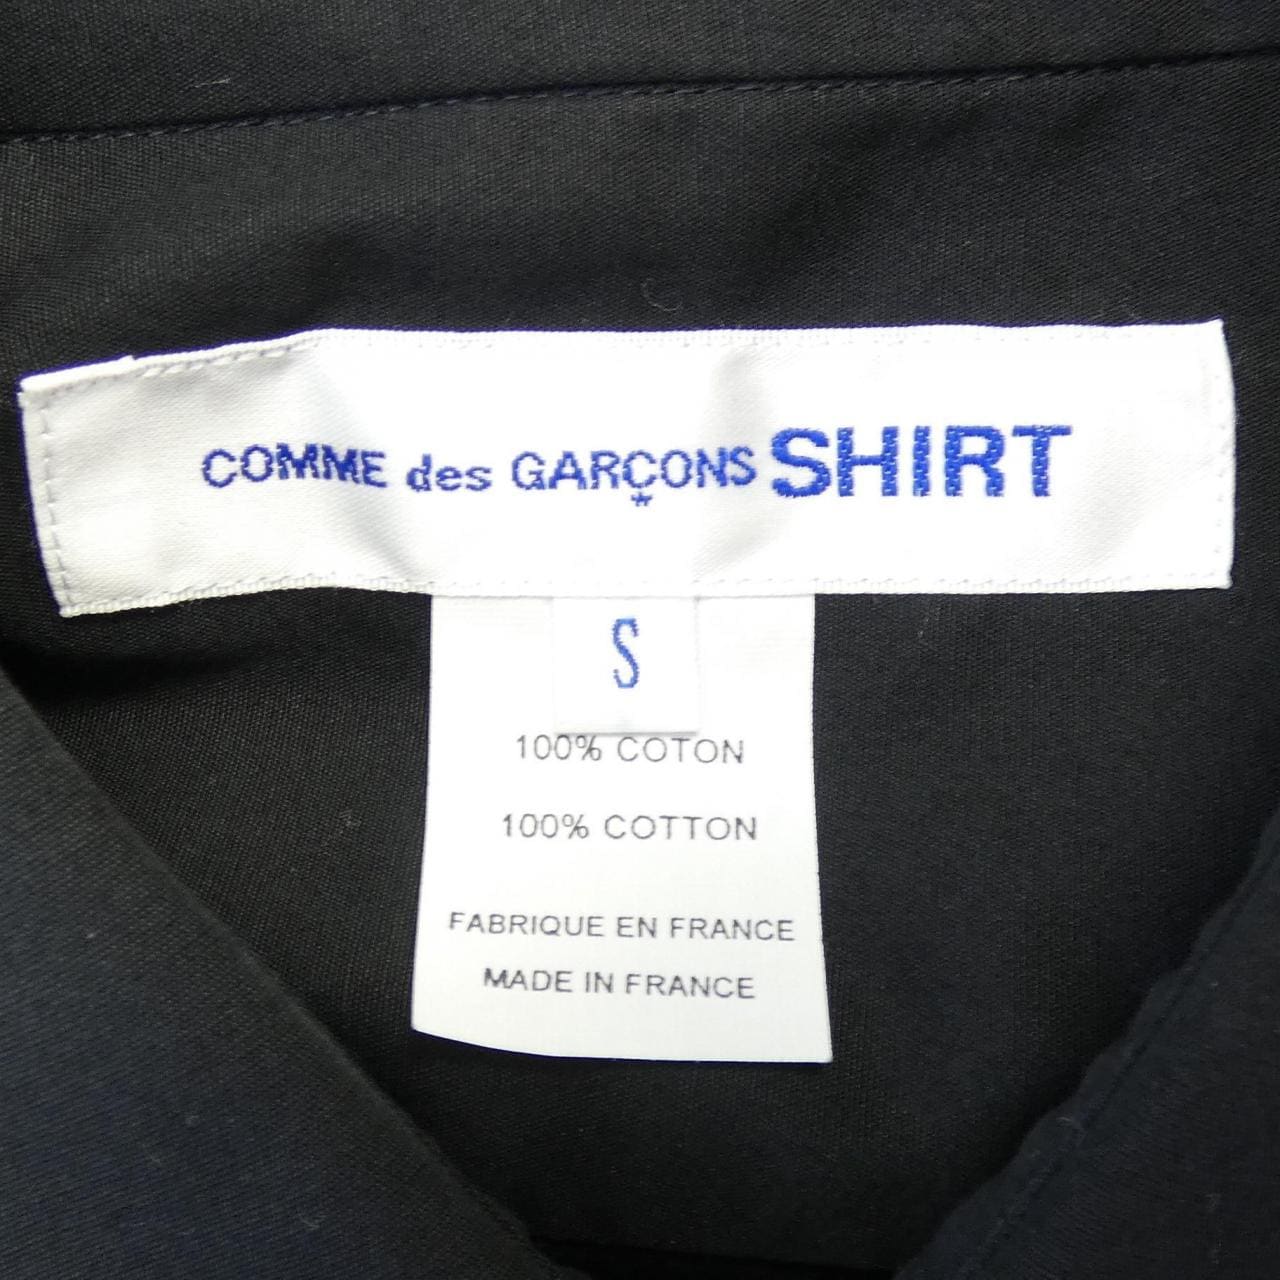 COMME des GARÇONS SHIRT
S
100% COTON
100% COTTON
FABRIQUE EN FRANCE
MADE IN FRANCE